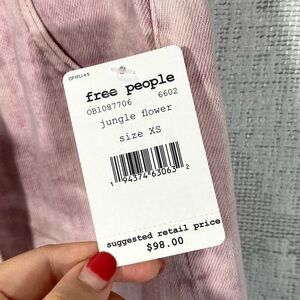 free people
OB1087706 6602
jungle flower
size XS
1 94374 63063 2
suggested retail price
$98.00